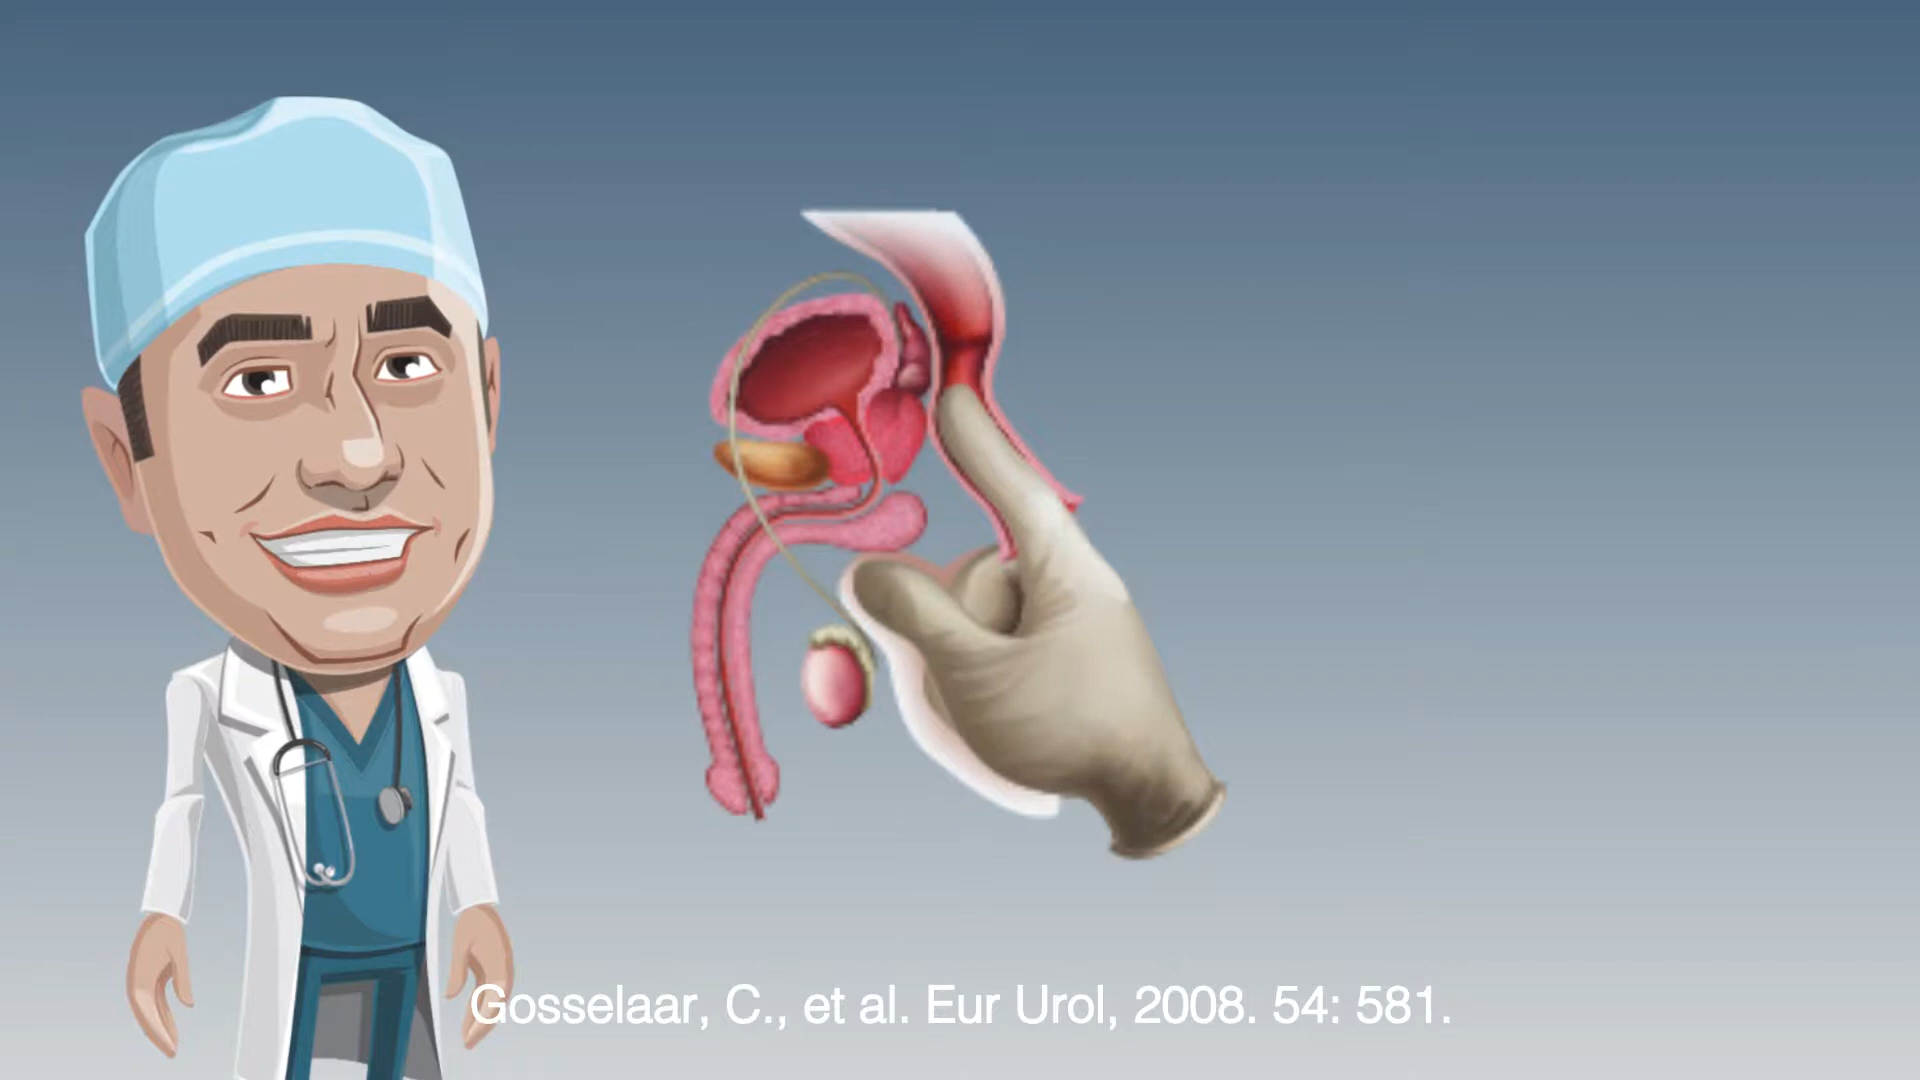 Gosselaar, C., et al. Eur Urol, 2008. 54: 581.